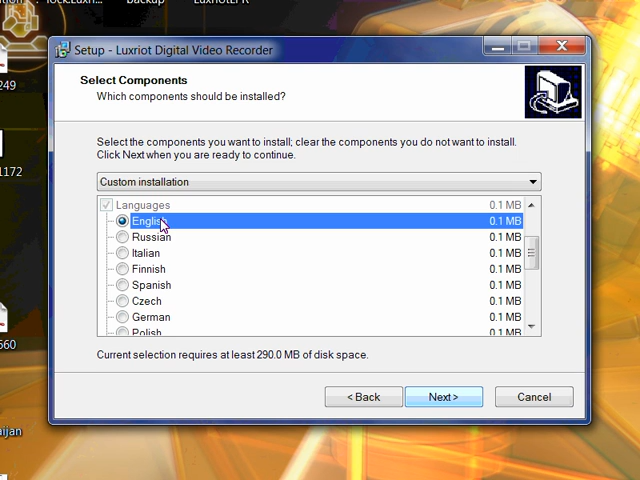 backup
249
1172
560
aijan
Setup - Luxriot Digital Video Recorder
Select Components
Which components should be installed?
Select the components you want to install; clear the components you do not want to install.
Click Next when you are ready to continue.
Custom installation
Languages 0.1 MB
English 0.1 MB
Russian 0.1 MB
Italian 0.1 MB
Finnish 0.1 MB
Spanish 0.1 MB
Czech 0.1 MB
German 0.1 MB
Polish 0.1 MB
Current selection requires at least 290.0 MB of disk space.
< Back Next > Cancel